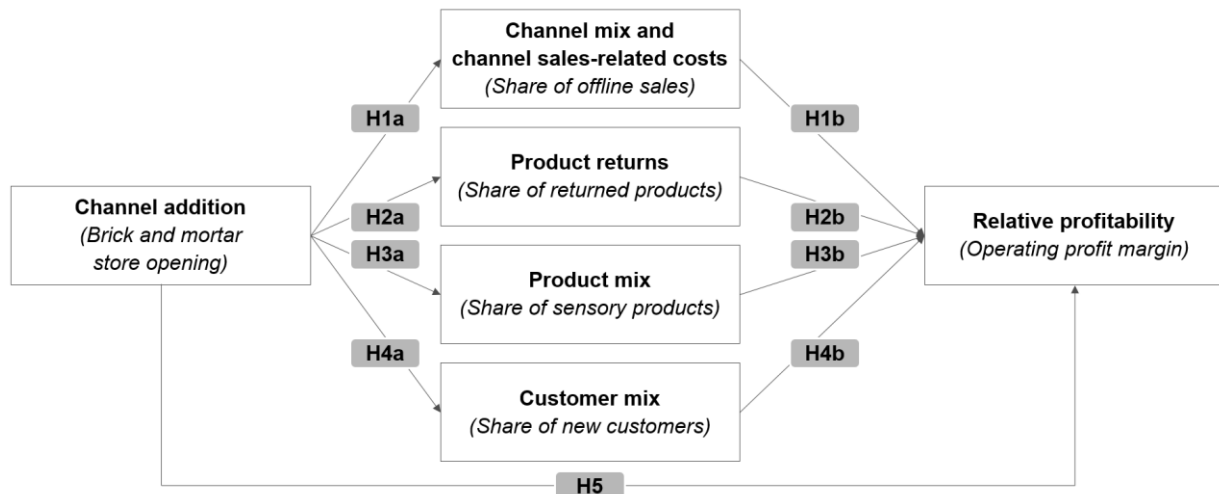 Channel mix and
channel sales-related costs
(Share of offline sales)
H1a
H1b
Product returns
(Share of returned products)
H2a
H2b
Channel addition
(Brick and mortar
store opening)
Relative profitability
(Operating profit margin)
H3a
H3b
Product mix
(Share of sensory products)
H4a
H4b
Customer mix
(Share of new customers)
H5